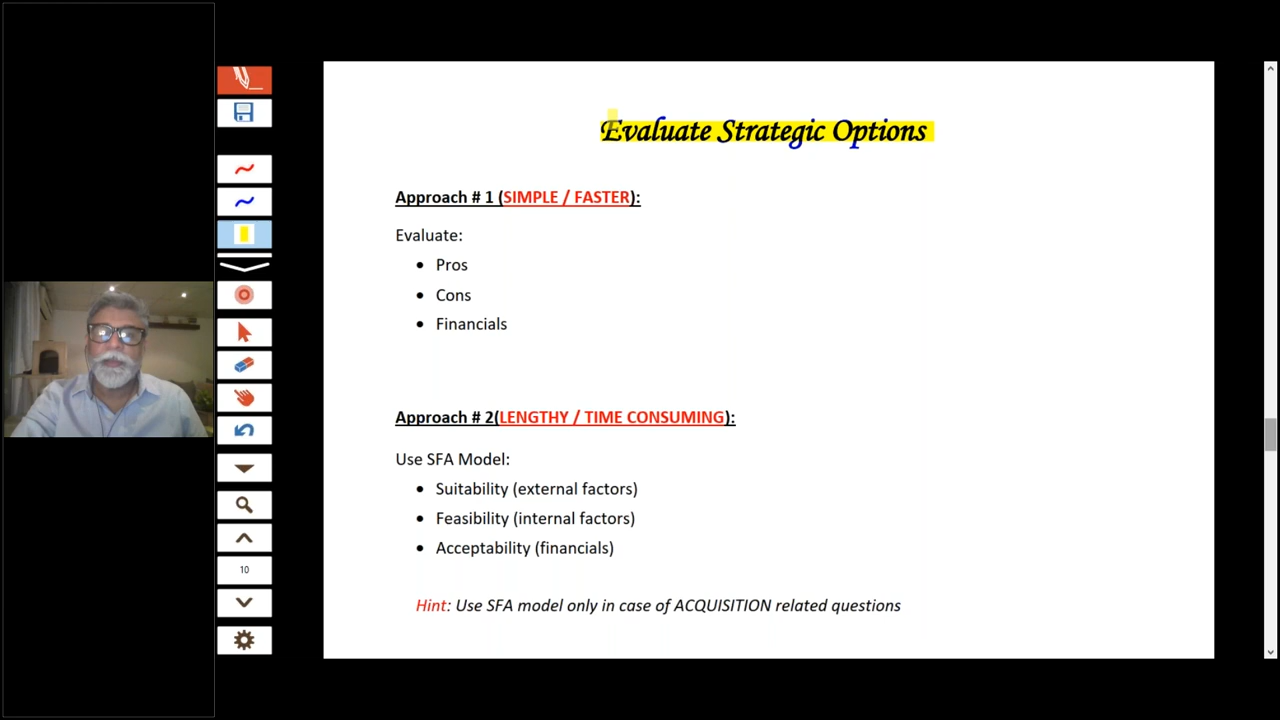 Evaluate Strategic Options
Approach # 1 (SIMPLE / FASTER):
Evaluate:
• Pros
• Cons
• Financials
Approach # 2(LENGTHY / TIME CONSUMING):
Use SFA Model:
• Suitability (external factors)
• Feasibility (internal factors)
• Acceptability (financials)
Hint: Use SFA model only in case of ACQUISITION related questions
10